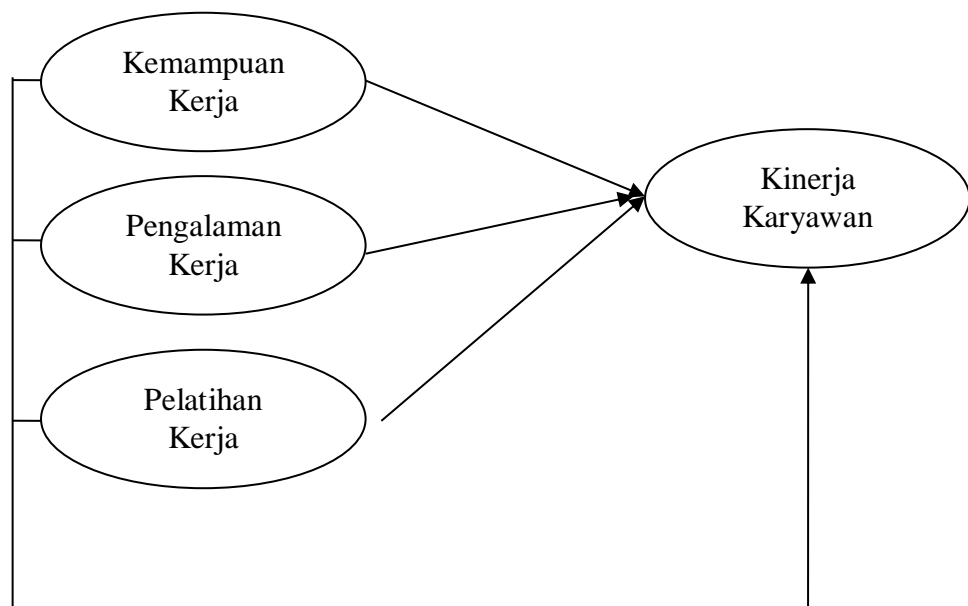 Kemampuan
Kerja
Pengalaman
Kerja
Pelatihan
Kerja
Kinerja
Karyawan